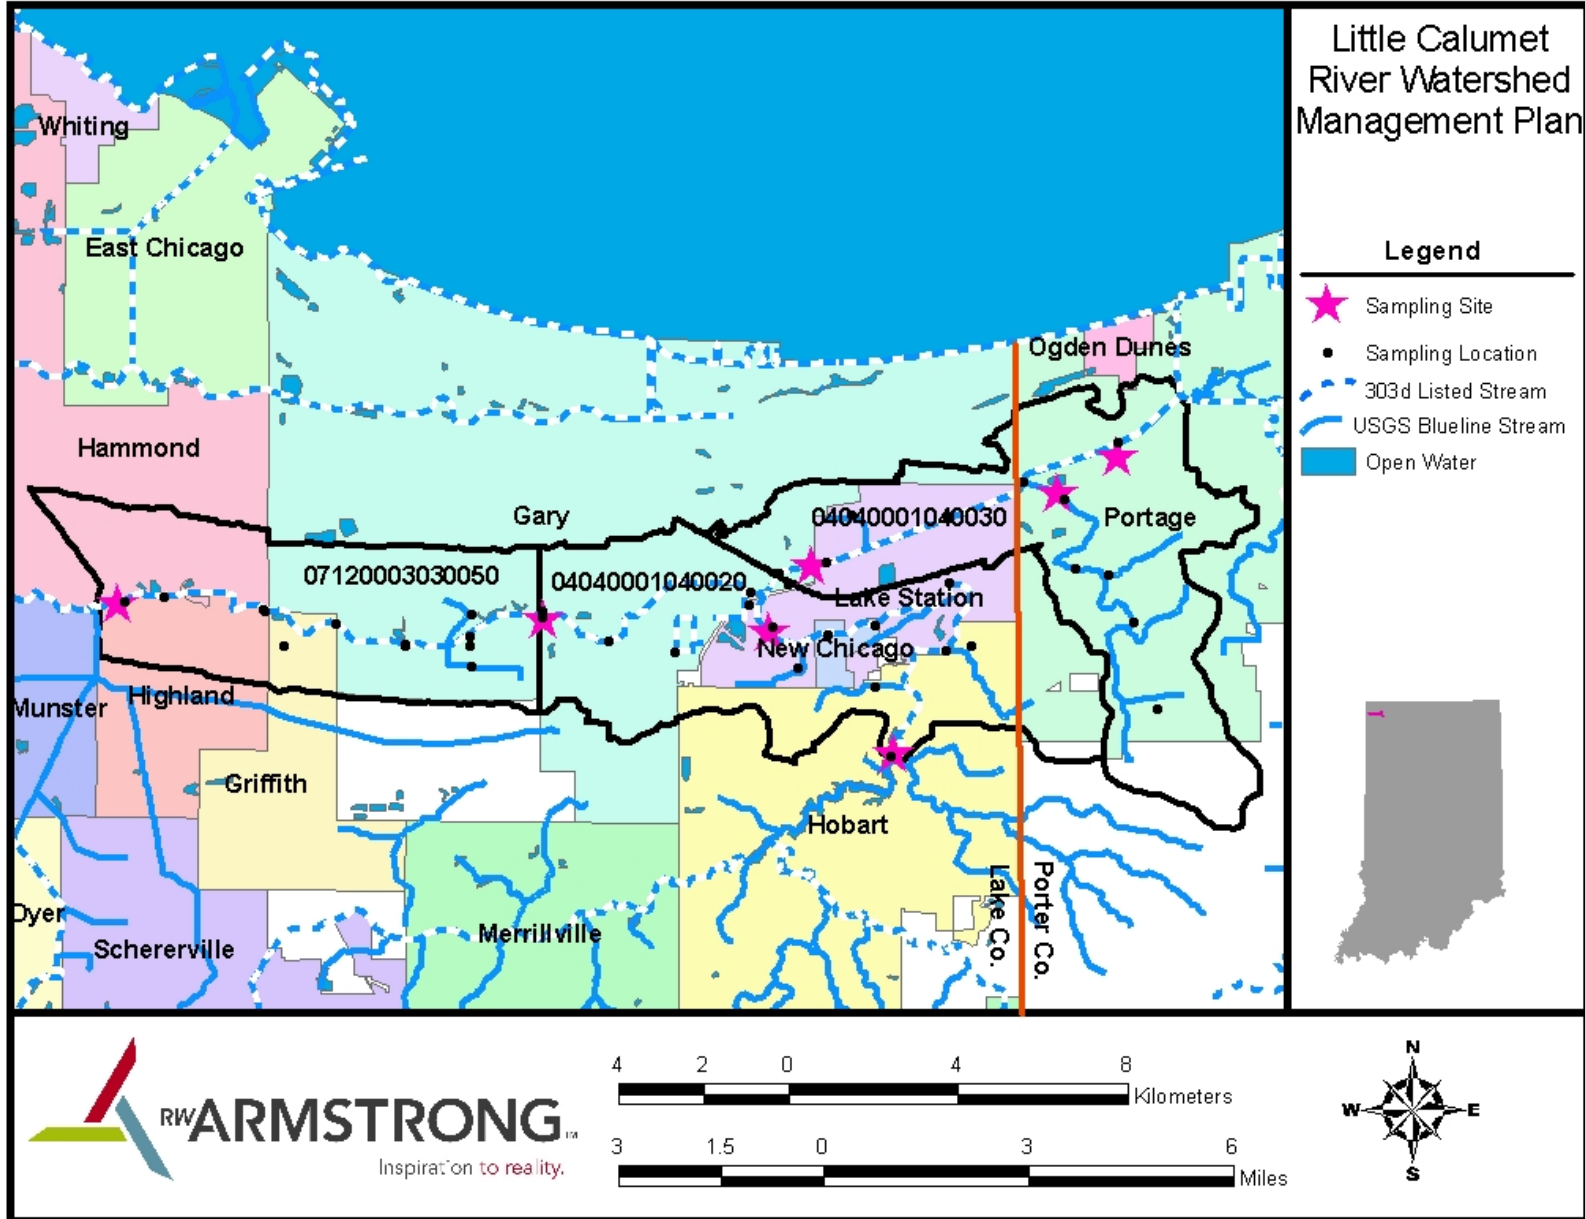 Little Calumet
River Watershed
Management Plan
Legend
Sampling Site
Sampling Location
303d Listed Stream
USGS Blueline Stream
Open Water
Whiting
East Chicago
Ogden Dunes
Hammond
Gary
04040001040030
Portage
07120003030050
04040001040020
Lake Station
New Chicago
Highland
Munster
Griffith
Hobart
Lake Co.
Porter Co.
Dyer
Schererville
Merrillville
RW ARMSTRONG TM
Inspiration to reality.
4 2 0 4 8
Kilometers
3 1.5 0 3 6
Miles
N
W E
S